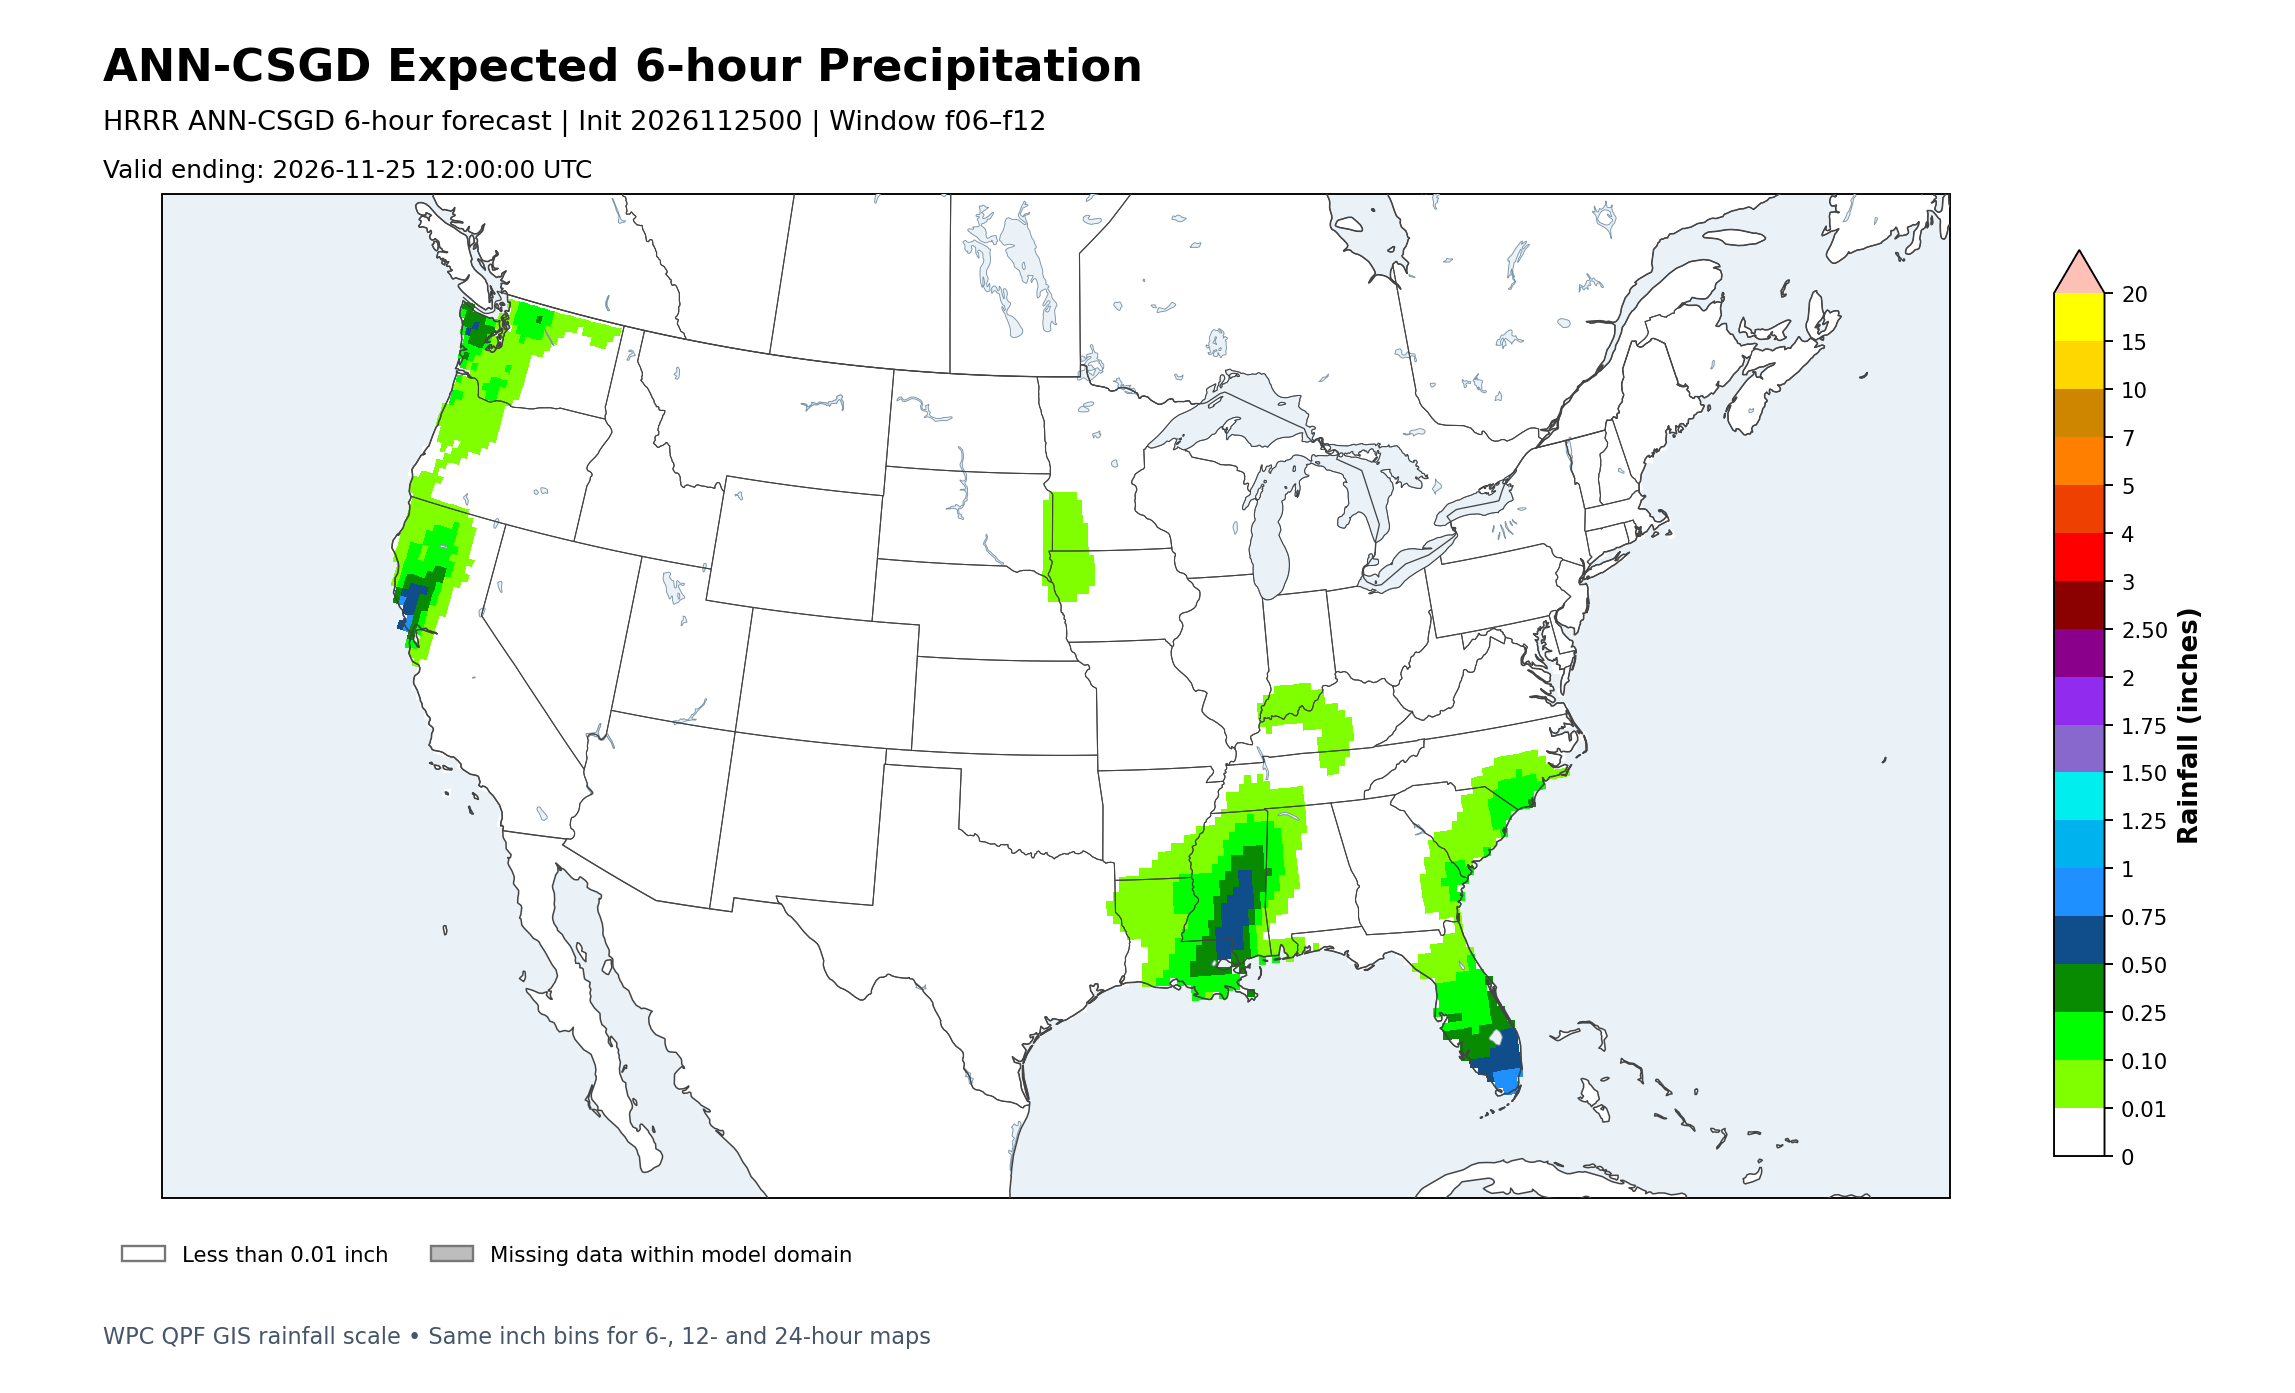 ANN-CSGD Expected 6-hour Precipitation
HRRR ANN-CSGD 6-hour forecast | Init 2026112500 | Window f06–f12
Valid ending: 2026-11-25 12:00:00 UTC
20
15
10
7
5
4
3
2.50
2
1.75
1.50
1.25
1
0.75
0.50
0.25
0.10
0.01
0
Rainfall (inches)
Less than 0.01 inch
Missing data within model domain
WPC QPF GIS rainfall scale • Same inch bins for 6-, 12- and 24-hour maps